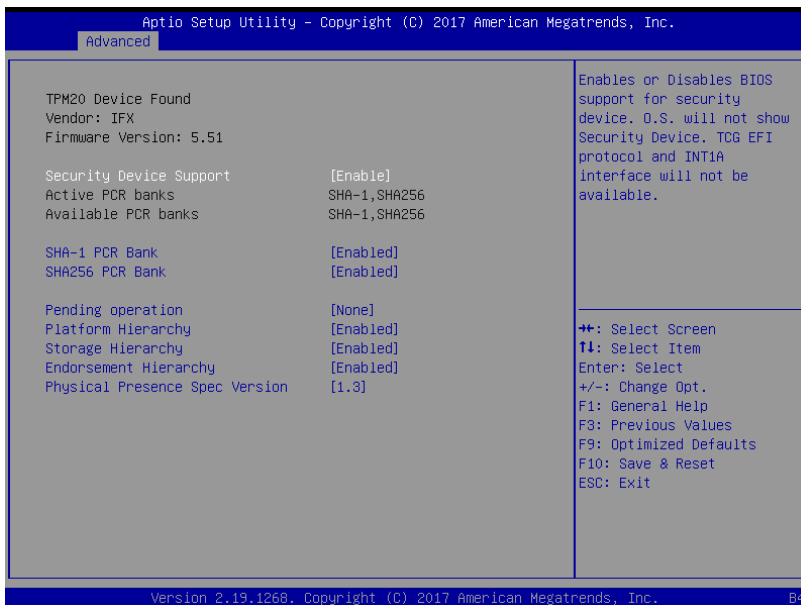 Aptio Setup Utility – Copyright (C) 2017 American Megatrends, Inc.
Advanced
TPM20 Device Found
Vendor: IFX
Firmware Version: 5.51
Security Device Support [Enable]
Active PCR banks SHA-1,SHA256
Available PCR banks SHA-1,SHA256
SHA-1 PCR Bank [Enabled]
SHA256 PCR Bank [Enabled]
Pending operation [None]
Platform Hierarchy [Enabled]
Storage Hierarchy [Enabled]
Endorsement Hierarchy [Enabled]
Physical Presence Spec Version [1.3]
Enables or Disables BIOS
support for security
device. O.S. will not show
Security Device. TCG EFI
protocol and INT1A
interface will not be
available.
→←: Select Screen
↑↓: Select Item
Enter: Select
+/-: Change Opt.
F1: General Help
F3: Previous Values
F9: Optimized Defaults
F10: Save & Reset
ESC: Exit
Version 2.19.1268. Copyright (C) 2017 American Megatrends, Inc.